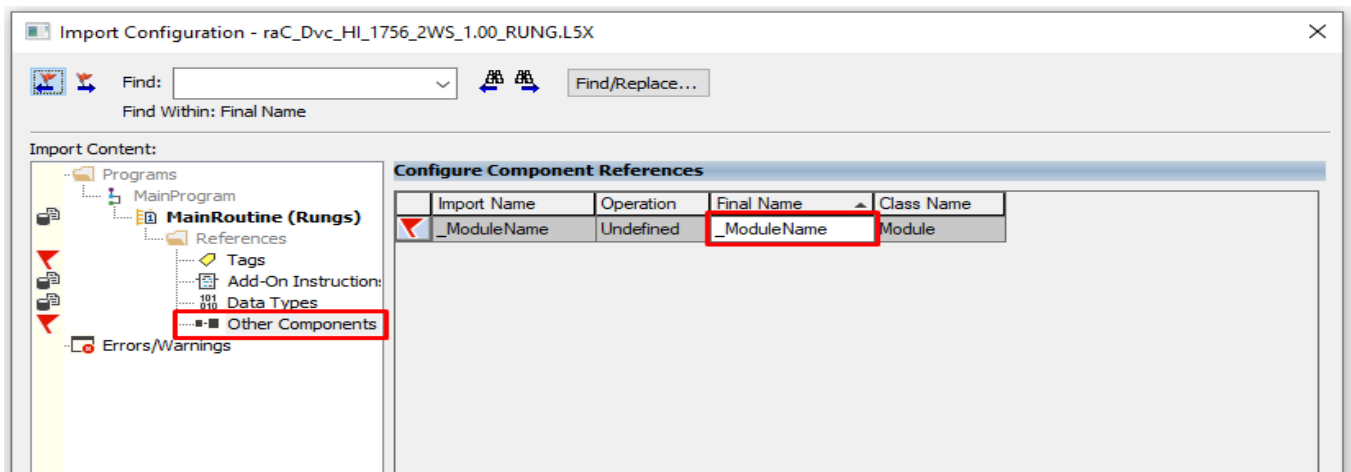 Import Configuration - raC_Dvc_HI_1756_2WS_1.00_RUNG.L5X
Find:
Find/Replace...
Find Within: Final Name
Import Content:
Programs
MainProgram
MainRoutine (Rungs)
References
Tags
Add-On Instructions
Data Types
Other Components
Errors/Warnings
Configure Component References
Import Name Operation Final Name Class Name
_ModuleName Undefined _ModuleName Module